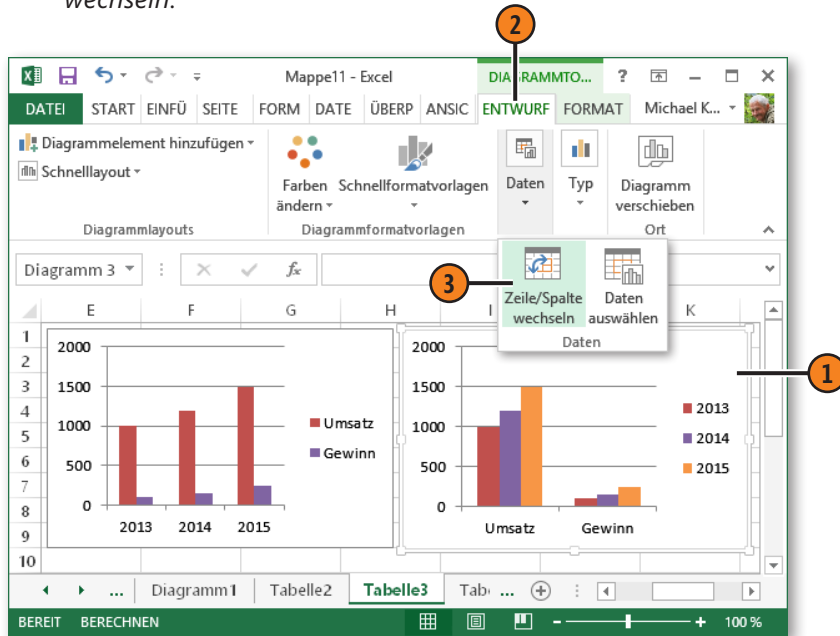 wechseln.
2
Mappe11 - Excel
DIAGRAMMTO...
?
DATEI START EINFÜ SEITE FORM DATE ÜBERP ANSIC ENTWURF FORMAT Michael K...
Diagrammelement hinzufügen
Schnelllayout
Farben ändern
Schnellformatvorlagen
Daten
Typ
Diagramm verschieben
Diagrammlayouts
Diagrammformatvorlagen
Ort
Diagramm 3
fx
3
Zeile/Spalte wechseln
Daten auswählen
Daten
E F G H I K
1
2
3
4
5
6
7
8
9
10
2000
1500
1000
500
0
2013 2014 2015
Umsatz
Gewinn
2000
1500
1000
500
0
Umsatz Gewinn
2013
2014
2015
1
... Diagramm1 Tabelle2 Tabelle3 Tab ...
BEREIT BERECHNEN
- + 100 %